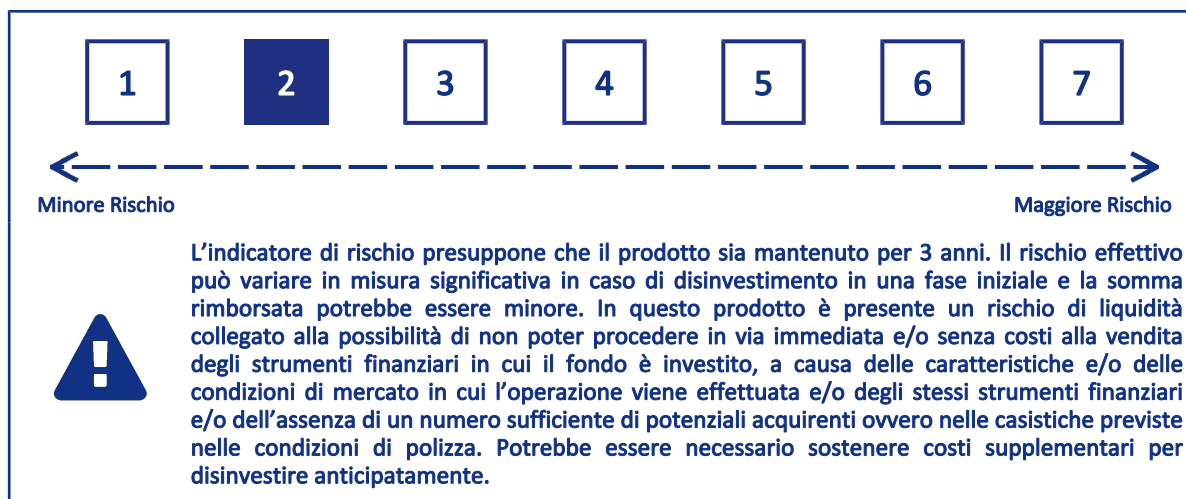 1 2 3 4 5 6 7
Minore Rischio Maggiore Rischio
L'indicatore di rischio presuppone che il prodotto sia mantenuto per 3 anni. Il rischio effettivo
può variare in misura significativa in caso di disinvestimento in una fase iniziale e la somma
rimborsata potrebbe essere minore. In questo prodotto è presente un rischio di liquidità
collegato alla possibilità di non poter procedere in via immediata e/o senza costi alla vendita
degli strumenti finanziari in cui il fondo è investito, a causa delle caratteristiche e/o delle
condizioni di mercato in cui l'operazione viene effettuata e/o degli stessi strumenti finanziari
e/o dell'assenza di un numero sufficiente di potenziali acquirenti ovvero nelle casistiche previste
nelle condizioni di polizza. Potrebbe essere necessario sostenere costi supplementari per
disinvestire anticipatamente.